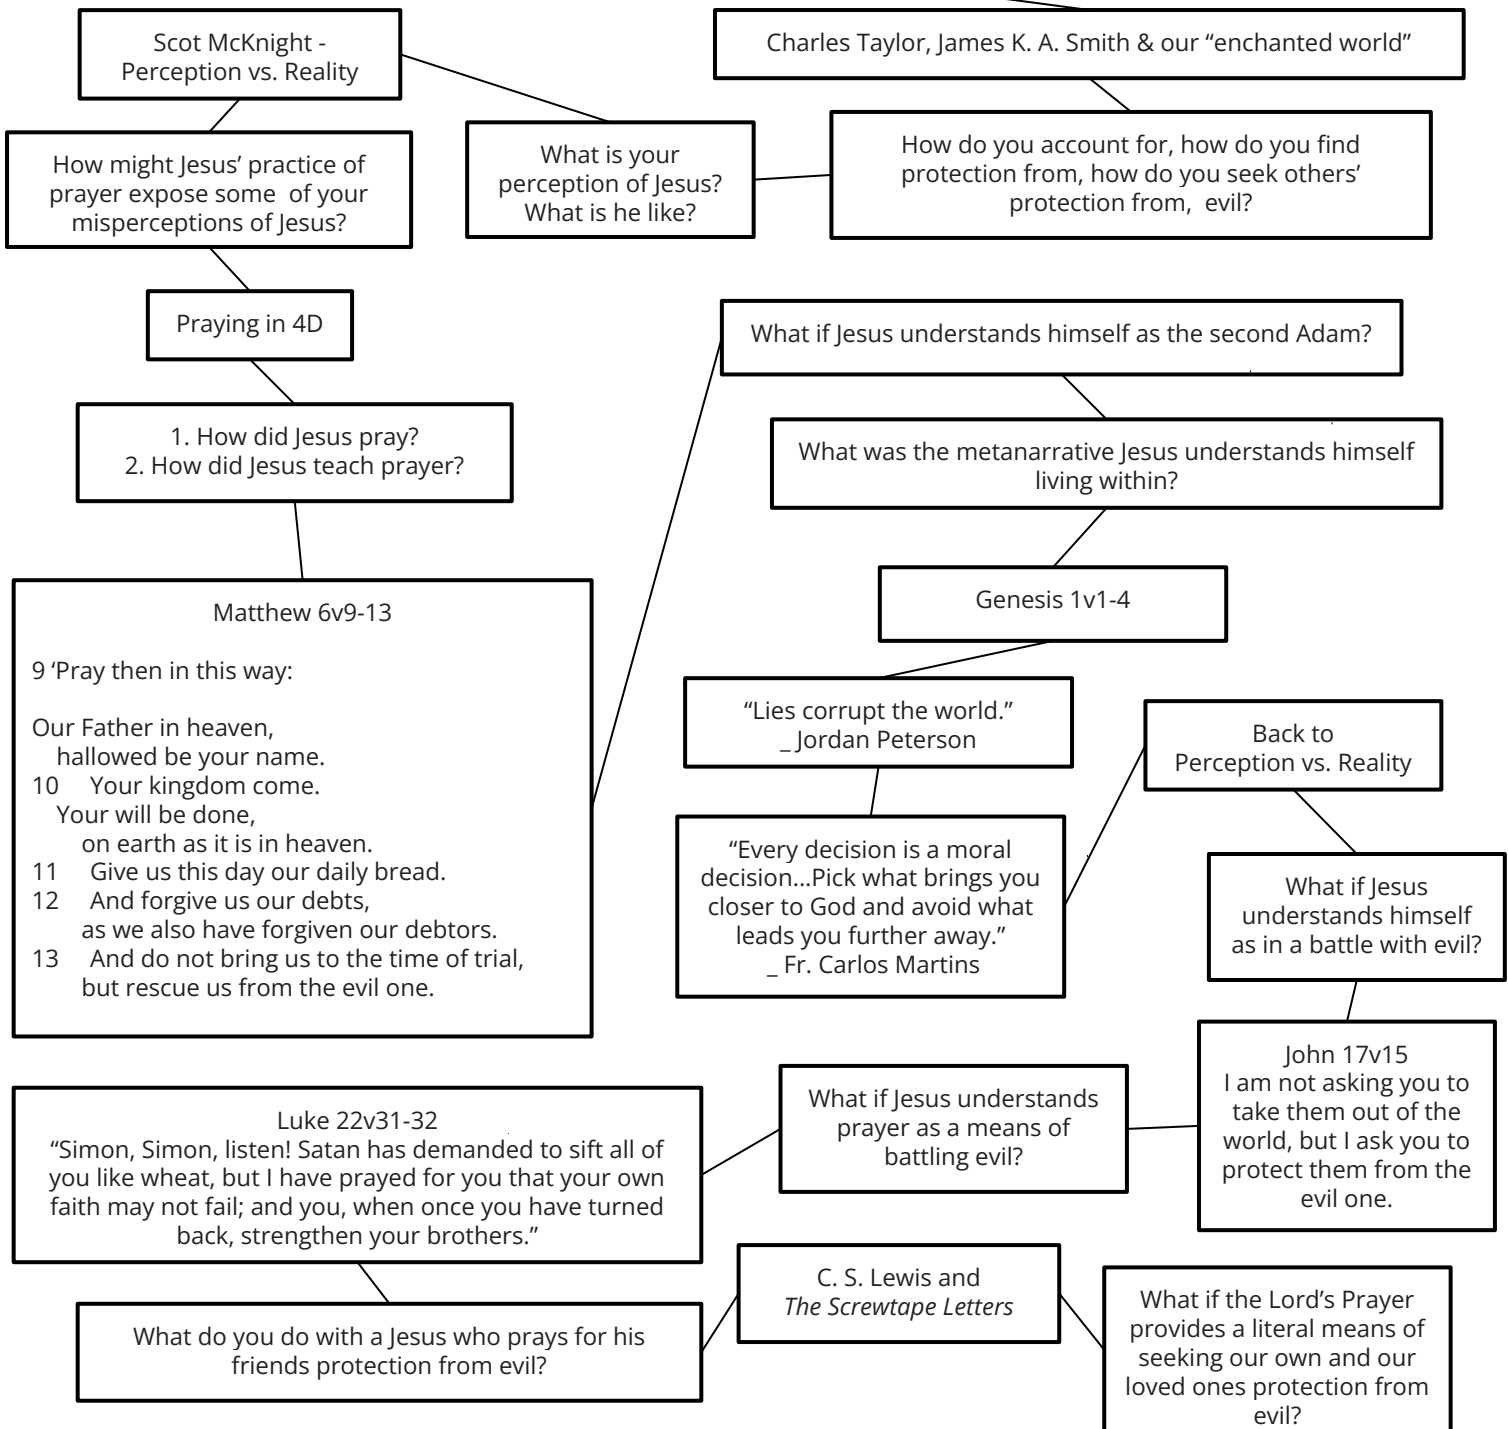 Charles Taylor, James K. A. Smith & our “enchanted world”
How do you account for, how do you find
protection from, how do you seek others’
protection from, evil?
What is your
perception of Jesus?
What is he like?
Scot McKnight -
Perception vs. Reality
How might Jesus’ practice of
prayer expose some of your
misperceptions of Jesus?
Praying in 4D
1. How did Jesus pray?
2. How did Jesus teach prayer?
Matthew 6v9-13
9 ‘Pray then in this way:
Our Father in heaven,
hallowed be your name.
10 Your kingdom come.
Your will be done,
on earth as it is in heaven.
11 Give us this day our daily bread.
12 And forgive us our debts,
as we also have forgiven our debtors.
13 And do not bring us to the time of trial,
but rescue us from the evil one.
What if Jesus understands himself as the second Adam?
What was the metanarrative Jesus understands himself
living within?
Genesis 1v1-4
“Lies corrupt the world.”
_ Jordan Peterson
“Every decision is a moral
decision...Pick what brings you
closer to God and avoid what
leads you further away.”
_ Fr. Carlos Martins
Back to
Perception vs. Reality
What if Jesus
understands himself
as in a battle with evil?
John 17v15
I am not asking you to
take them out of the
world, but I ask you to
protect them from the
evil one.
What if Jesus understands
prayer as a means of
battling evil?
Luke 22v31-32
“Simon, Simon, listen! Satan has demanded to sift all of
you like wheat, but I have prayed for you that your own
faith may not fail; and you, when once you have turned
back, strengthen your brothers.”
What do you do with a Jesus who prays for his
friends protection from evil?
C. S. Lewis and
The Screwtape Letters
What if the Lord’s Prayer
provides a literal means of
seeking our own and our
loved ones protection from
evil?